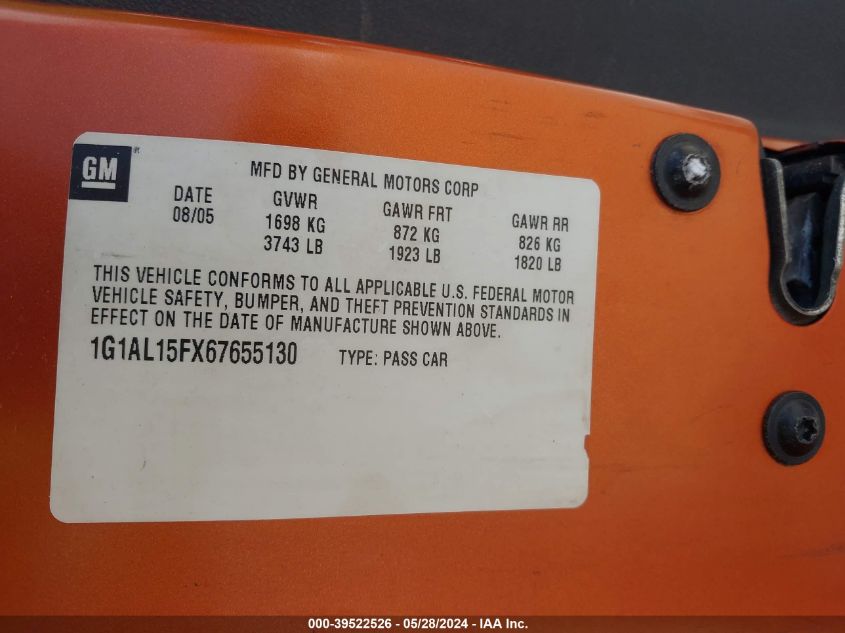 GM
MFD BY GENERAL MOTORS CORP
DATE GVWR GAWR FRT GAWR RR
08/05 1698 KG 872 KG 826 KG
3743 LB 1923 LB 1820 LB
THIS VEHICLE CONFORMS TO ALL APPLICABLE U.S. FEDERAL MOTOR
VEHICLE SAFETY, BUMPER, AND THEFT PREVENTION STANDARDS IN
EFFECT ON THE DATE OF MANUFACTURE SHOWN ABOVE.
1G1AL15FX67655130 TYPE: PASS CAR
000-39522526 - 05/28/2024 - IAA Inc.